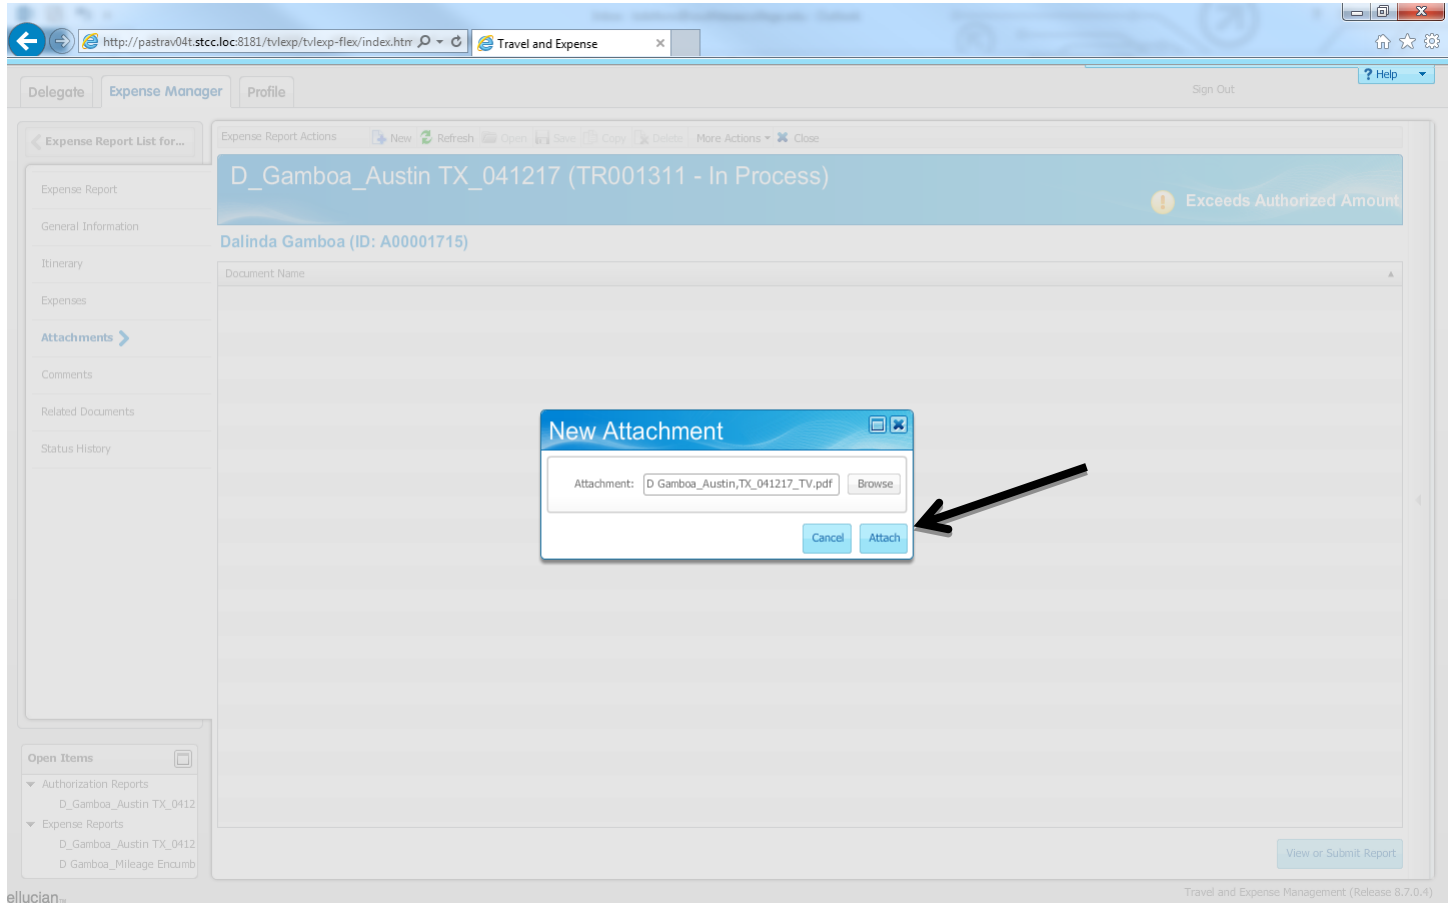 http://pastrav04t.stcc.loc:8181/tvlexp/tvlexp-flex/index.htm
Travel and Expense
? Help
Delegate
Expense Manager
Profile
Sign Out
Expense Report List for...
Expense Report Actions
New
Refresh
Open
Save
Copy
Delete
More Actions
Close
D_Gamboa_Austin TX_041217 (TR001311 - In Process)
Exceeds Authorized Amount
Expense Report
General Information
Itinerary
Expenses
Attachments
Comments
Related Documents
Status History
Dalinda Gamboa (ID: A00001715)
Document Name
New Attachment
Attachment:
D Gamboa_Austin,TX_041217_TV.pdf
Browse
Cancel
Attach
Open Items
Authorization Reports
D_Gamboa_Austin TX_0412
Expense Reports
D_Gamboa_Austin TX_0412
D Gamboa_Mileage Encumb
View or Submit Report
ellucian™
Travel and Expense Management (Release 8.7.0.4)